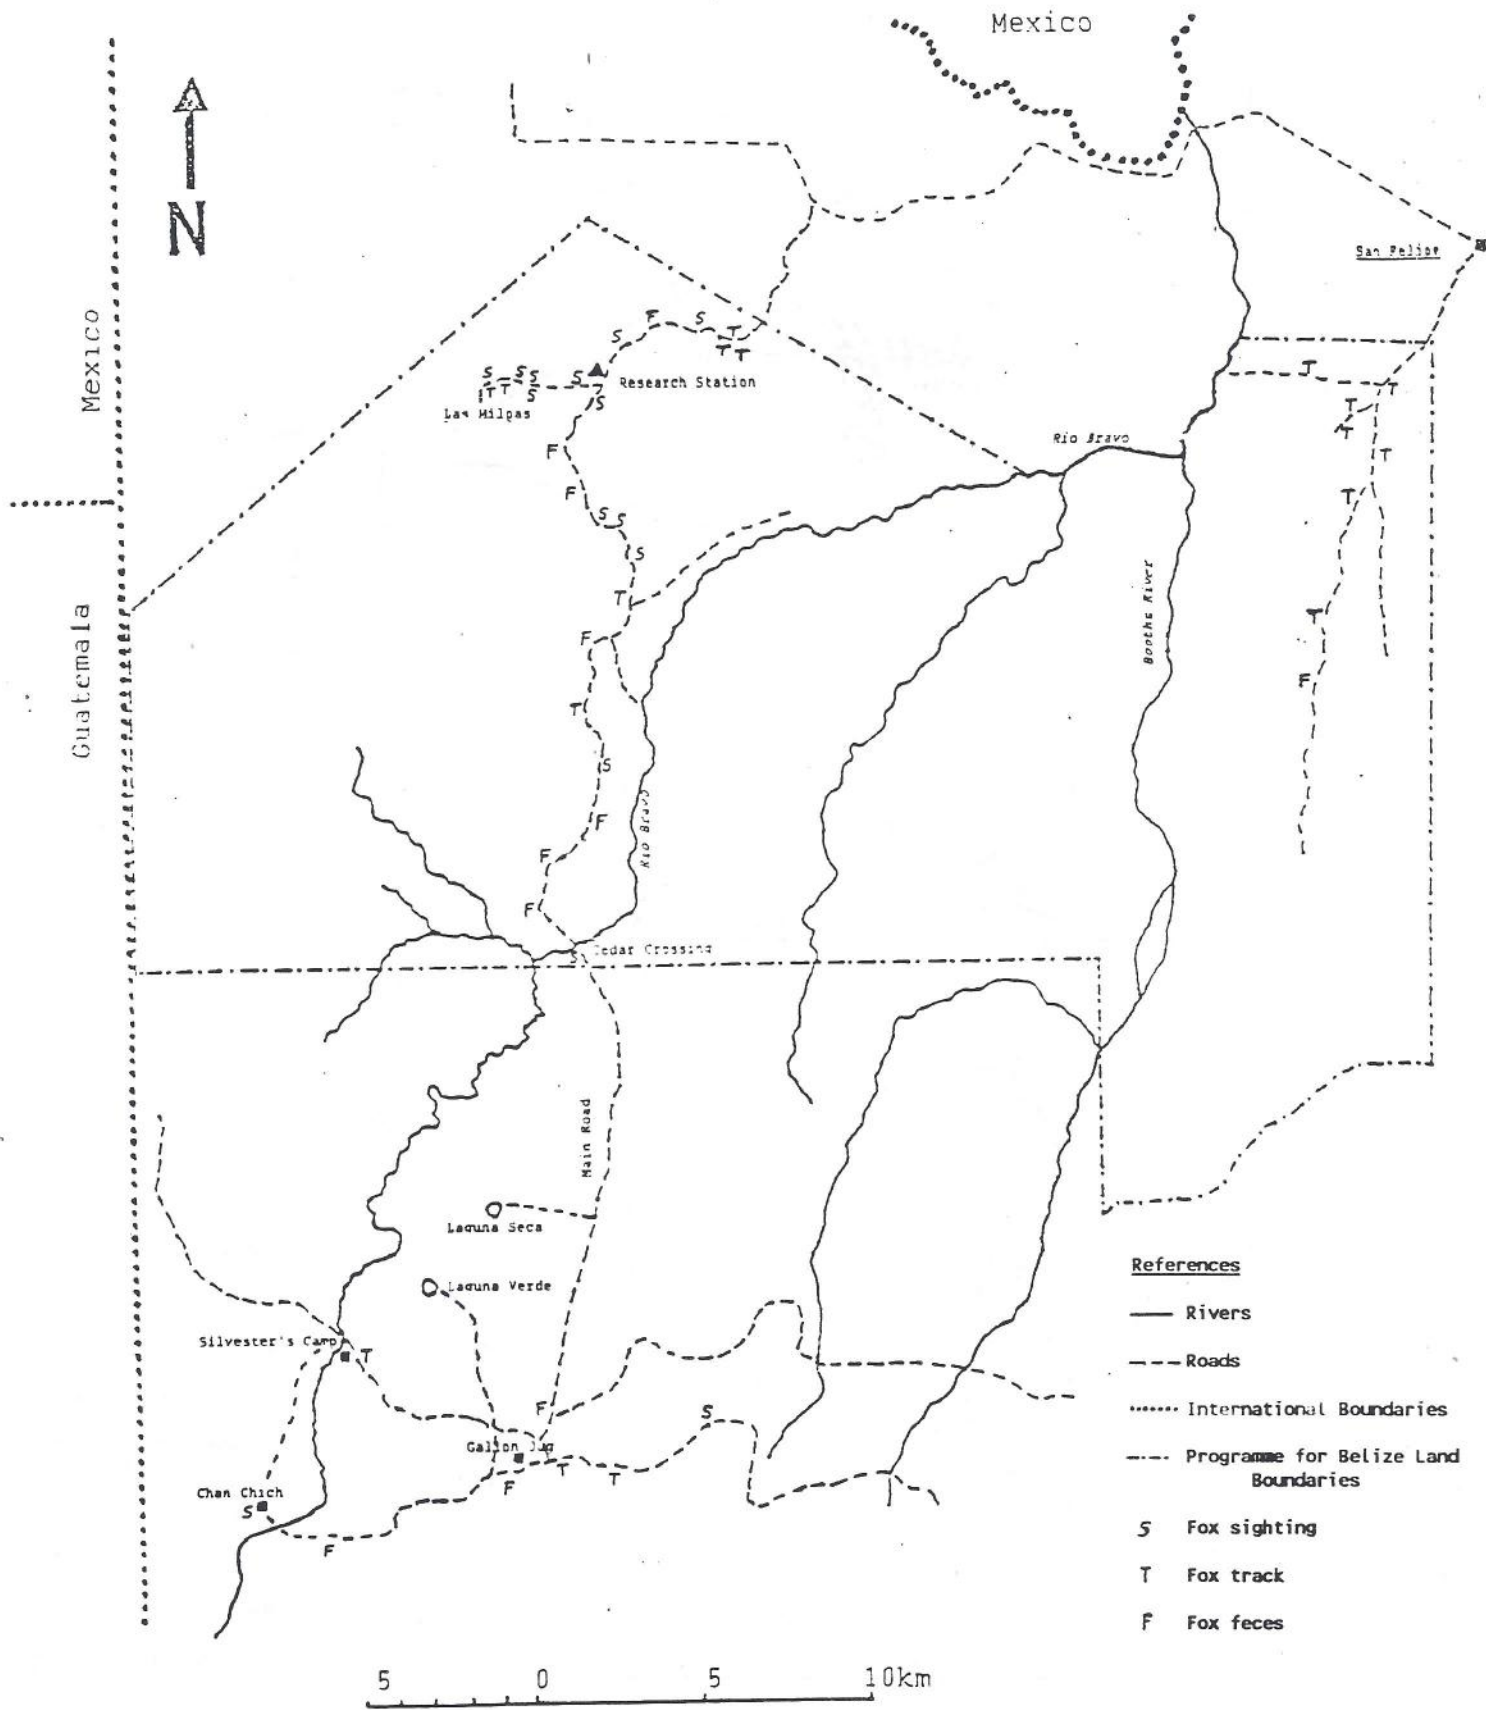 Mexico
N
San Felipe
Mexico
S
F
S
T
T
T
S
S
S
T
T
S
S
S
Research Station
Las Milpas
S
T
T
T
T
Rio Bravo
F
T
F
T
S
S
S
Booths River
T
T
F
F
Guatemala
T
S
Rio Bravo
F
F
F
Cedar Crossing
S
Main Road
Laguna Seca
Laguna Verde
Silvester's Camp
T
F
S
Gallon Jug
T
T
F
Chan Chich
S
F
References
Rivers
Roads
International Boundaries
Programme for Belize Land
Boundaries
S Fox sighting
T Fox track
F Fox feces
5 0 5 10km